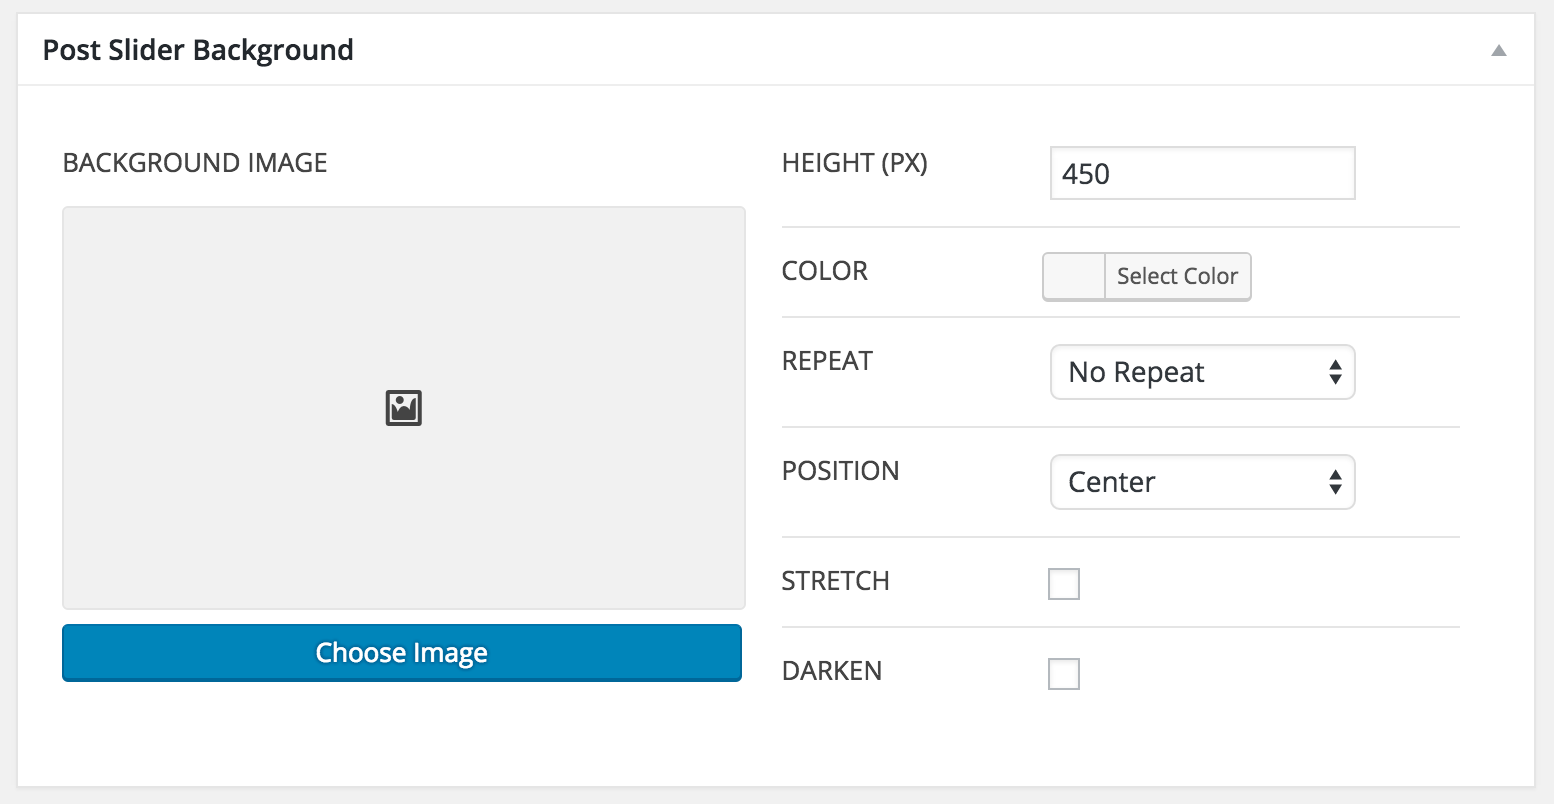 Post Slider Background
BACKGROUND IMAGE
Choose Image
HEIGHT (PX)
450
COLOR
Select Color
REPEAT
No Repeat
POSITION
Center
STRETCH
DARKEN